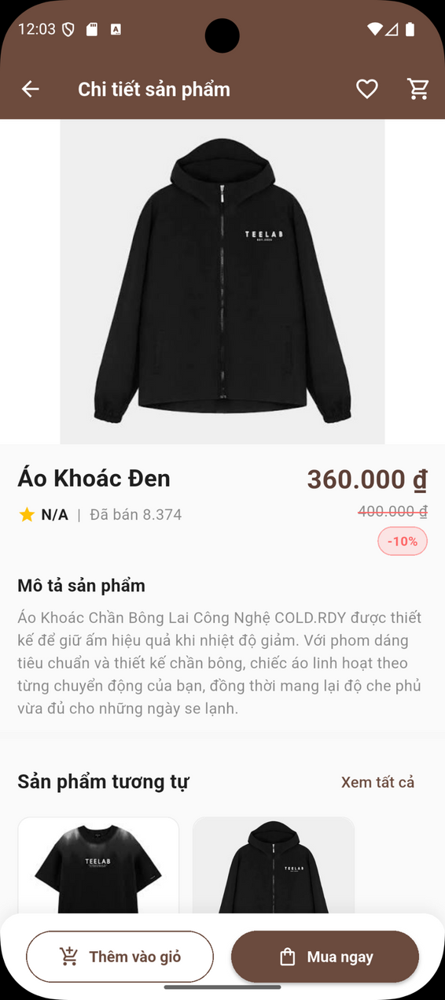 12:03
Chi tiết sản phẩm
TEELAB
Áo Khoác Đen
360.000 ₫
N/A | Đã bán 8.374
400.000 ₫
-10%
Mô tả sản phẩm
Áo Khoác Chần Bông Lai Công Nghệ COLD.RDY được thiết
kế để giữ ấm hiệu quả khi nhiệt độ giảm. Với phom dáng
tiêu chuẩn và thiết kế chần bông, chiếc áo linh hoạt theo
từng chuyển động của bạn, đồng thời mang lại độ che phủ
vừa đủ cho những ngày se lạnh.
Sản phẩm tương tự
Xem tất cả
TEELAB
TEELAB
Thêm vào giỏ
Mua ngay